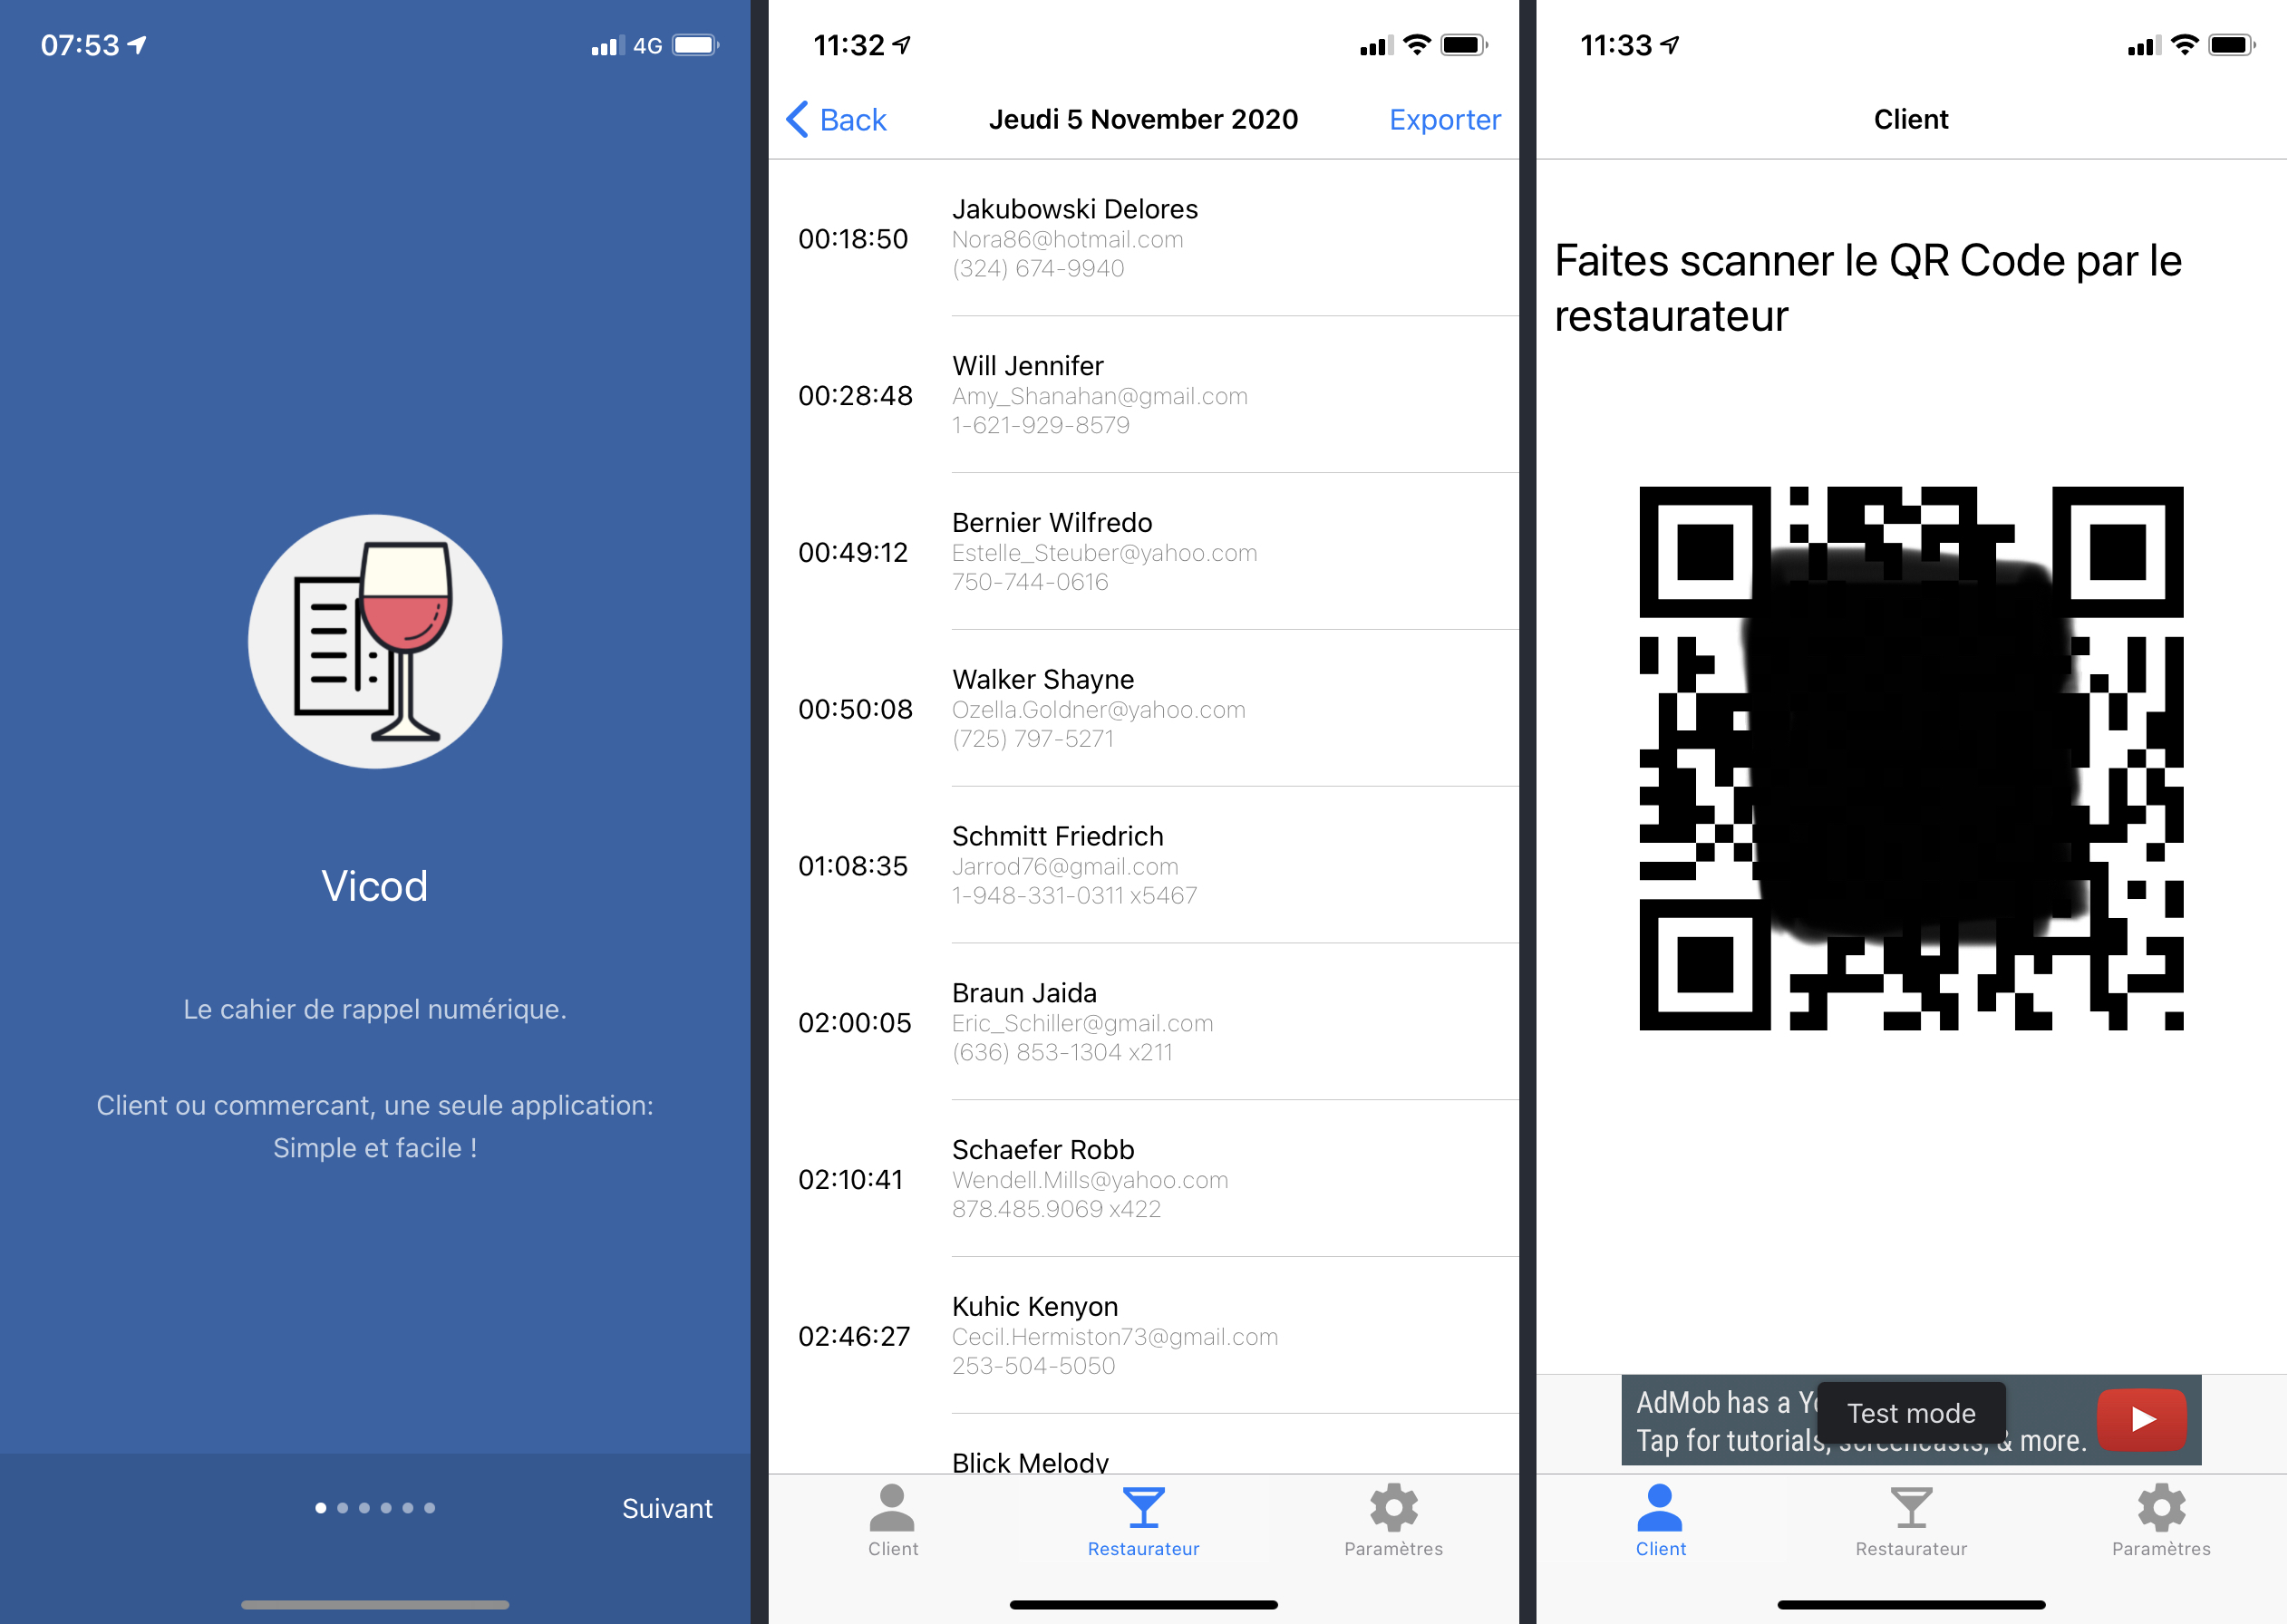 07:53
4G
Vicod
Le cahier de rappel numérique.
Client ou commercant, une seule application:
Simple et facile !
Suivant
11:32
Back
Jeudi 5 November 2020
Exporter
00:18:50
Jakubowski Delores
Nora86@hotmail.com
(324) 674-9940
00:28:48
Will Jennifer
Amy_Shanahan@gmail.com
1-621-929-8579
00:49:12
Bernier Wilfredo
Estelle_Steuber@yahoo.com
750-744-0616
00:50:08
Walker Shayne
Ozella.Goldner@yahoo.com
(725) 797-5271
01:08:35
Schmitt Friedrich
Jarrod76@gmail.com
1-948-331-0311 x5467
02:00:05
Braun Jaida
Eric_Schiller@gmail.com
(636) 853-1304 x211
02:10:41
Schaefer Robb
Wendell.Mills@yahoo.com
878.485.9069 x422
02:46:27
Kuhic Kenyon
Cecil.Hermiston73@gmail.com
253-504-5050
Blick Melody
Client
Restaurateur
Paramètres
11:33
Client
Faites scanner le QR Code par le
restaurateur
AdMob has a
Test mode
Tap for tutorials, screencasts, & more.
Client
Restaurateur
Paramètres